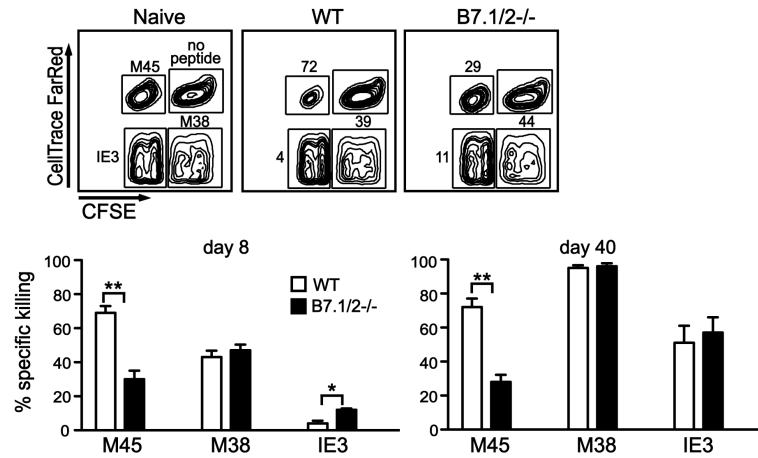 Naive WT B7.1/2-/-
CellTrace FarRed
no
peptide
M45
M38
IE3
72
39
4
29
44
11
CFSE
day 8
% specific killing
100
80
60
40
20
0
**
*
WT
B7.1/2-/-
M45 M38 IE3
day 40
100
80
60
40
20
0
**
M45 M38 IE3